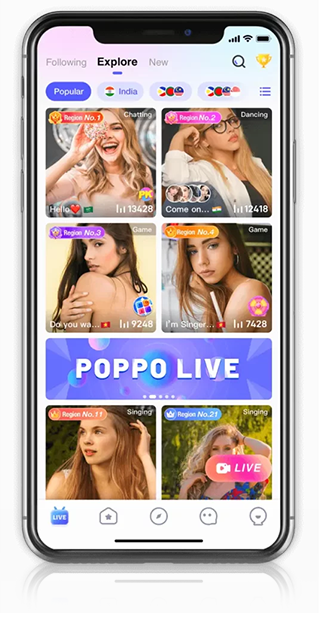 Following Explore New
Popular India
Region No.1 Chatting
Hello 13428
PK
Region No.2 Dancing
Come on... 12418
Region No.3 Game
Do you wa... 9248
Region No.4 Game
I'm Singer... 7428
POPPO LIVE
Region No.11 Singing
Region No.21 Singing
LIVE
LIVE